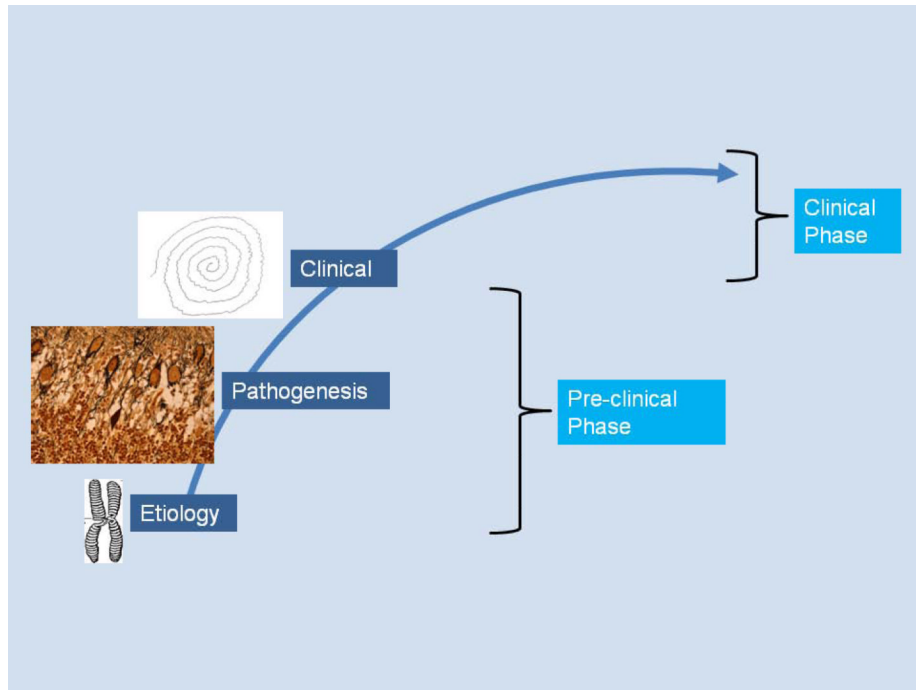 Clinical
Phase
Clinical
Pathogenesis
Pre-clinical
Phase
Etiology